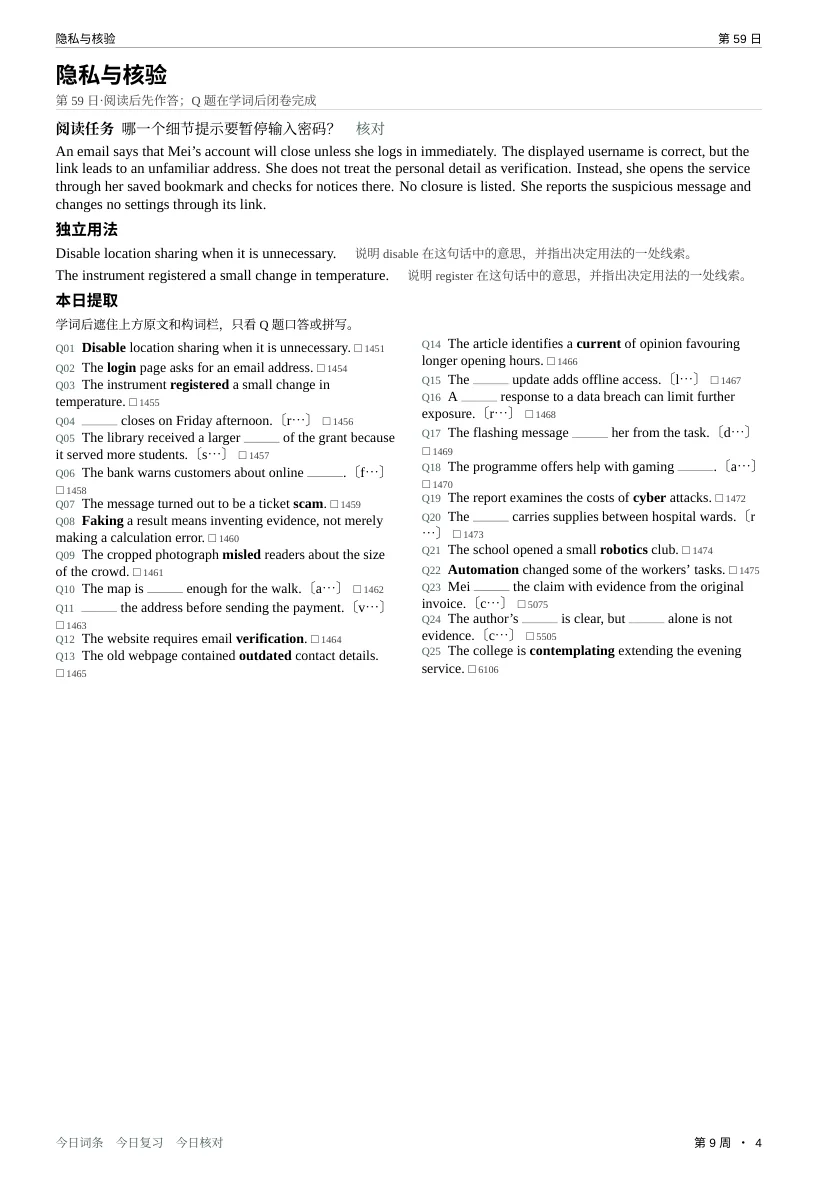 隐私与核验 第 59 日
隐私与核验
第 59 日·阅读后先作答；Q 题在学词后闭卷完成
阅读任务 哪一个细节提示要暂停输入密码？ 核对
An email says that Mei’s account will close unless she logs in immediately. The displayed username is correct, but the
link leads to an unfamiliar address. She does not treat the personal detail as verification. Instead, she opens the service
through her saved bookmark and checks for notices there. No closure is listed. She reports the suspicious message and
changes no settings through its link.
独立用法
Disable location sharing when it is unnecessary. 说明 disable 在这句话中的意思，并指出决定用法的一处线索。
The instrument registered a small change in temperature. 说明 register 在这句话中的意思，并指出决定用法的一处线索。
本日提取
学词后遮住上方原文和构词栏，只看 Q 题口答或拼写。
Q01 Disable location sharing when it is unnecessary. □ 1451
Q02 The login page asks for an email address. □ 1454
Q03 The instrument registered a small change in
temperature. □ 1455
Q04 _____ closes on Friday afternoon.〔r…〕 □ 1456
Q05 The library received a larger _____ of the grant because
it served more students.〔s…〕 □ 1457
Q06 The bank warns customers about online _____.〔f…〕
□ 1458
Q07 The message turned out to be a ticket scam. □ 1459
Q08 Faking a result means inventing evidence, not merely
making a calculation error. □ 1460
Q09 The cropped photograph misled readers about the size
of the crowd. □ 1461
Q10 The map is _____ enough for the walk.〔a…〕 □ 1462
Q11 _____ the address before sending the payment.〔v…〕
□ 1463
Q12 The website requires email verification. □ 1464
Q13 The old webpage contained outdated contact details.
□ 1465
Q14 The article identifies a current of opinion favouring
longer opening hours. □ 1466
Q15 The _____ update adds offline access.〔l…〕 □ 1467
Q16 A _____ response to a data breach can limit further
exposure.〔r…〕 □ 1468
Q17 The flashing message _____ her from the task.〔d…〕
□ 1469
Q18 The programme offers help with gaming _____.〔a…〕
□ 1470
Q19 The report examines the costs of cyber attacks. □ 1472
Q20 The _____ carries supplies between hospital wards.〔r
…〕 □ 1473
Q21 The school opened a small robotics club. □ 1474
Q22 Automation changed some of the workers’ tasks. □ 1475
Q23 Mei _____ the claim with evidence from the original
invoice.〔c…〕 □ 5075
Q24 The author’s _____ is clear, but _____ alone is not
evidence.〔c…〕 □ 5505
Q25 The college is contemplating extending the evening
service. □ 6106
今日词条 今日复习 今日核对 第 9 周 · 4